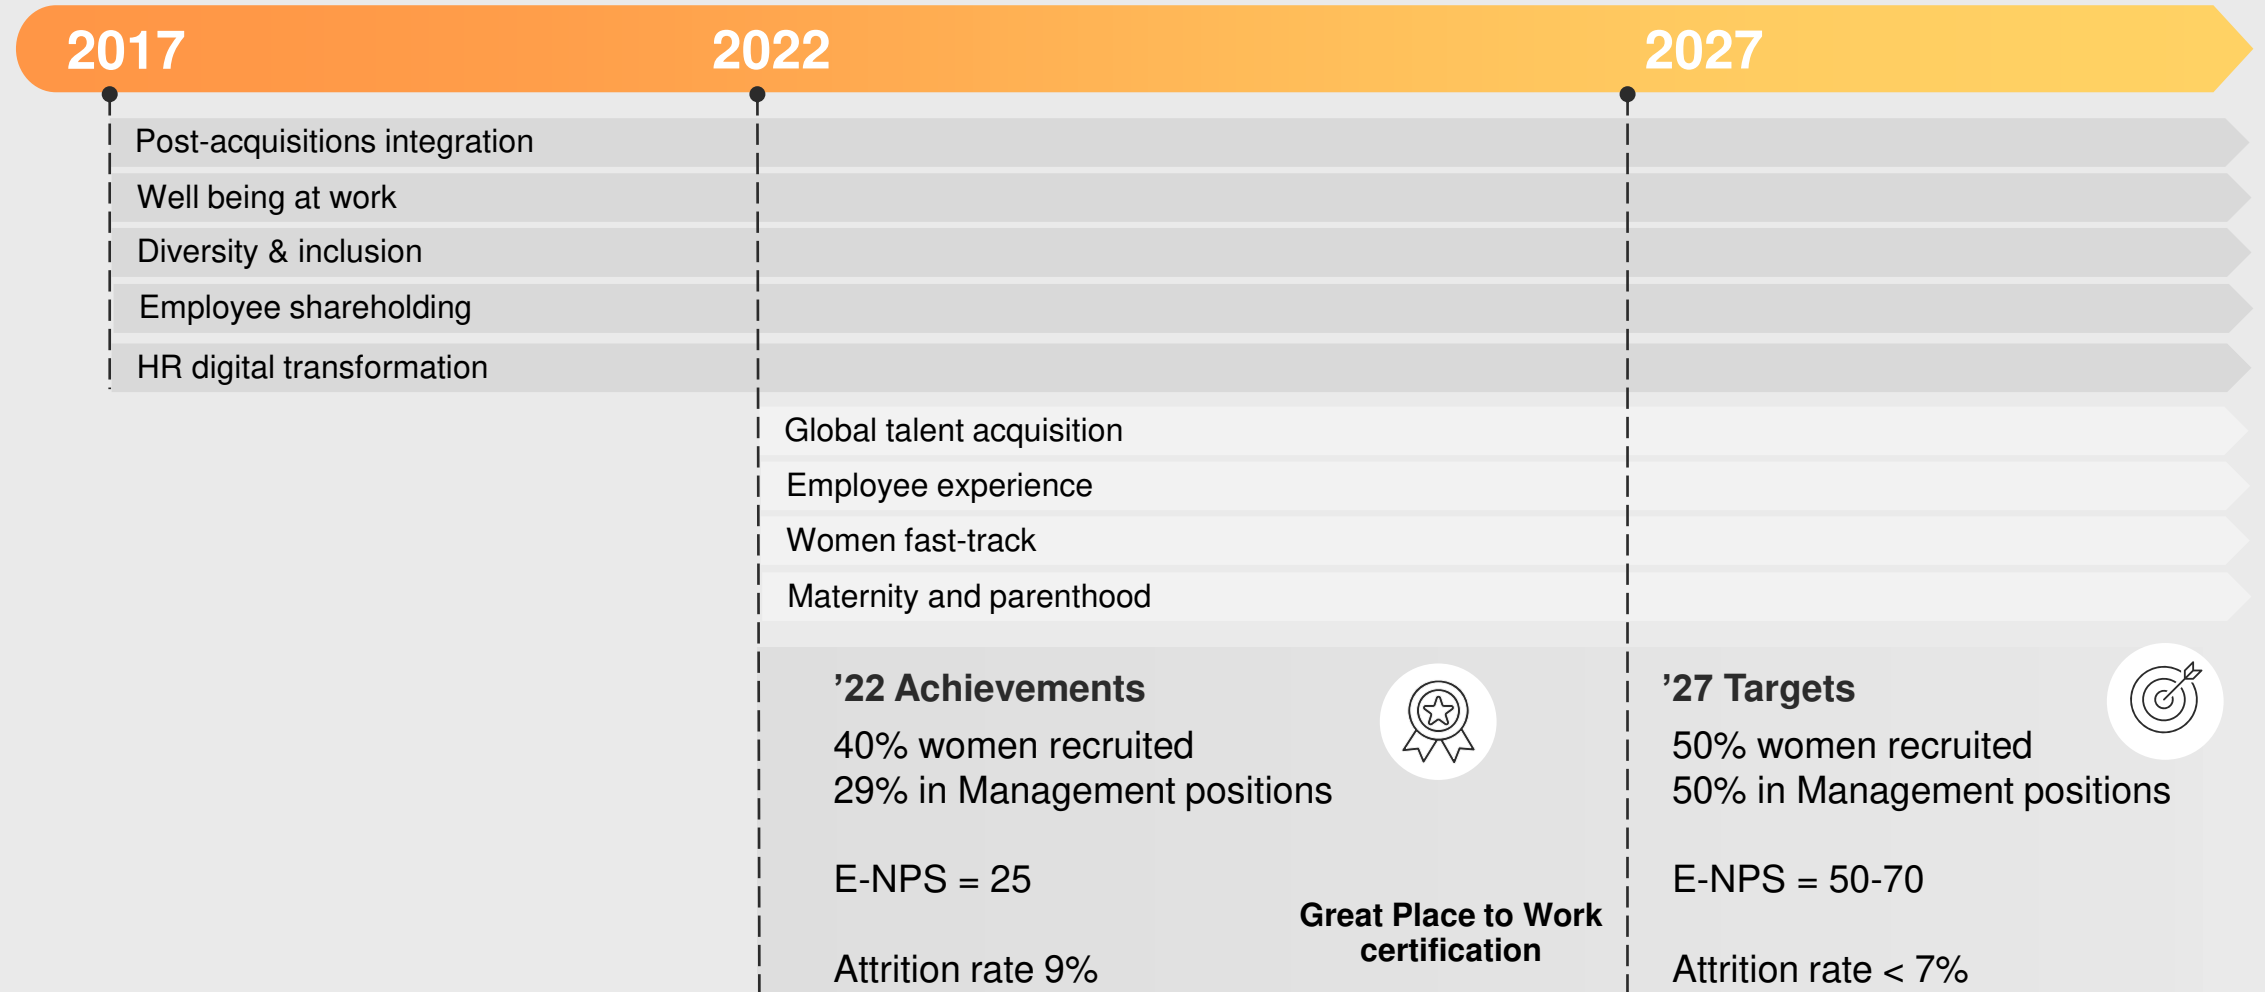 2017
2022
2027
Post-acquisitions integration
Well being at work
Diversity & inclusion
Employee shareholding
HR digital transformation
Global talent acquisition
Employee experience
Women fast-track
Maternity and parenthood
’22 Achievements
40% women recruited
29% in Management positions
E-NPS = 25
Attrition rate 9%
Great Place to Work
certification
’27 Targets
50% women recruited
50% in Management positions
E-NPS = 50-70
Attrition rate < 7%